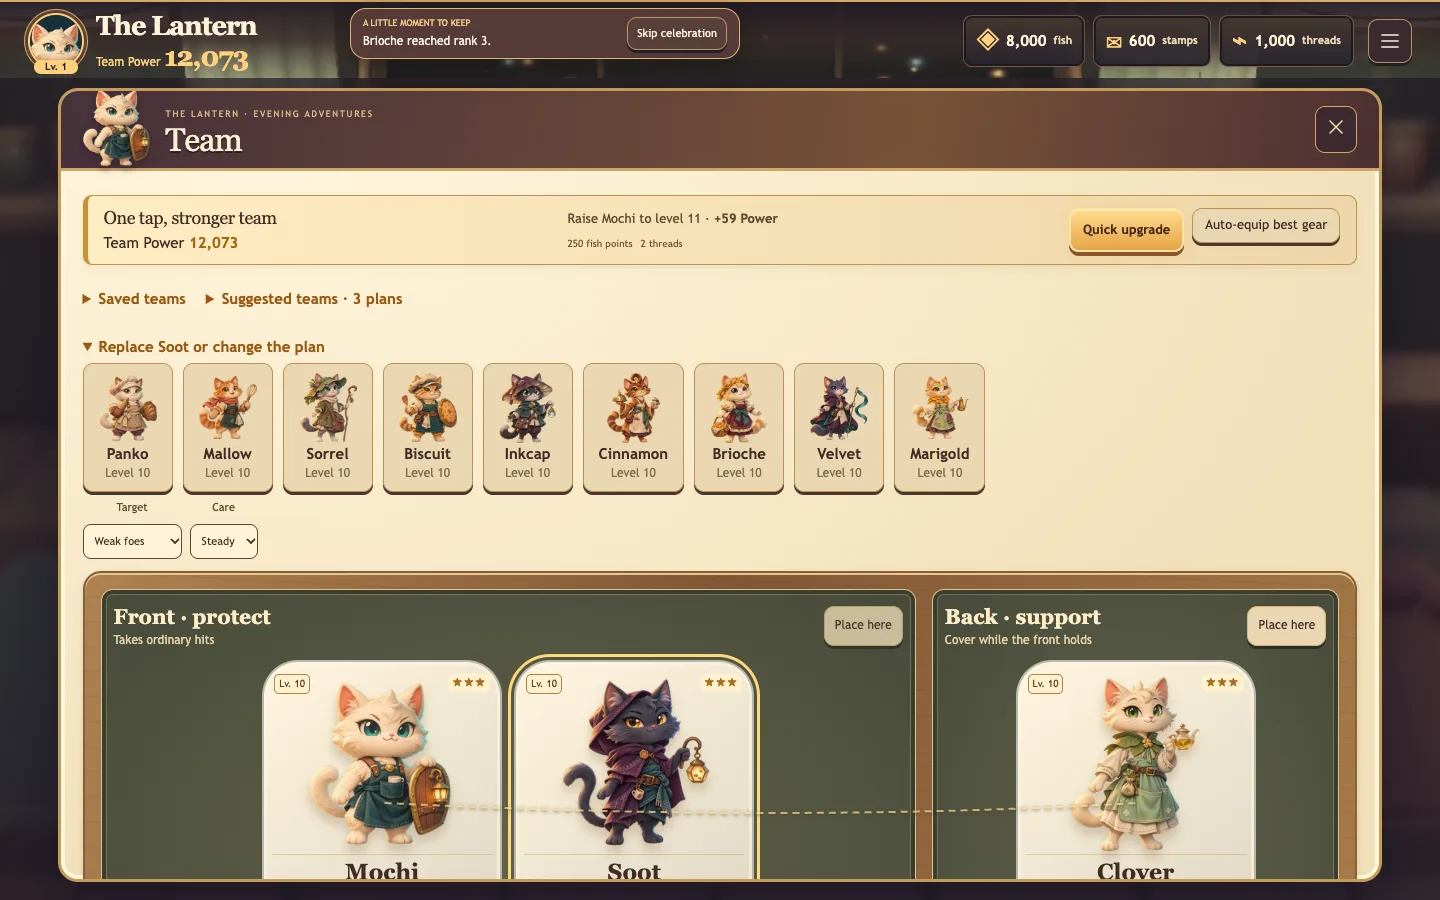 The Lantern
Team Power 12,073
Lv. 1
A LITTLE MOMENT TO KEEP
Brioche reached rank 3.
Skip celebration
8,000 fish
600 stamps
1,000 threads
THE LANTERN · EVENING ADVENTURES
Team
One tap, stronger team
Team Power 12,073
Raise Mochi to level 11 · +59 Power
250 fish points 2 threads
Quick upgrade
Auto-equip best gear
Saved teams
Suggested teams · 3 plans
Replace Soot or change the plan
Panko
Level 10
Mallow
Level 10
Sorrel
Level 10
Biscuit
Level 10
Inkcap
Level 10
Cinnamon
Level 10
Brioche
Level 10
Velvet
Level 10
Marigold
Level 10
Target
Care
Weak foes
Steady
Front · protect
Takes ordinary hits
Place here
Back · support
Cover while the front holds
Place here
Lv. 10
Mochi
Lv. 10
Soot
Lv. 10
Clover